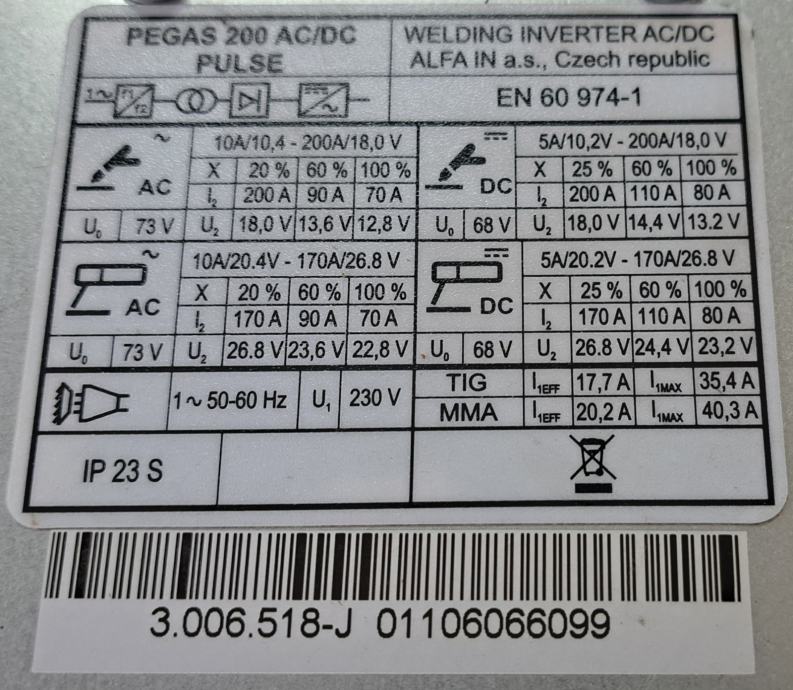 PEGAS 200 AC/DC
PULSE
WELDING INVERTER AC/DC
ALFA IN a.s., Czech republic
1~ f1 f2
EN 60 974-1
~ AC
10A/10,4 - 200A/18,0 V
X 20 % 60 % 100 %
I2 200 A 90 A 70 A
U0 73 V U2 18,0 V 13,6 V 12,8 V
DC
5A/10,2V - 200A/18,0 V
X 25 % 60 % 100 %
I2 200 A 110 A 80 A
U0 68 V U2 18,0 V 14,4 V 13.2 V
~ AC
10A/20.4V - 170A/26.8 V
X 20 % 60 % 100 %
I2 170 A 90 A 70 A
U0 73 V U2 26.8 V 23,6 V 22,8 V
DC
5A/20.2V - 170A/26.8 V
X 25 % 60 % 100 %
I2 170 A 110 A 80 A
U0 68 V U2 26.8 V 24,4 V 23,2 V
1~ 50-60 Hz U1 230 V
TIG I1EFF 17,7 A I1MAX 35,4 A
MMA I1EFF 20,2 A I1MAX 40,3 A
IP 23 S
3.006.518-J 01106066099